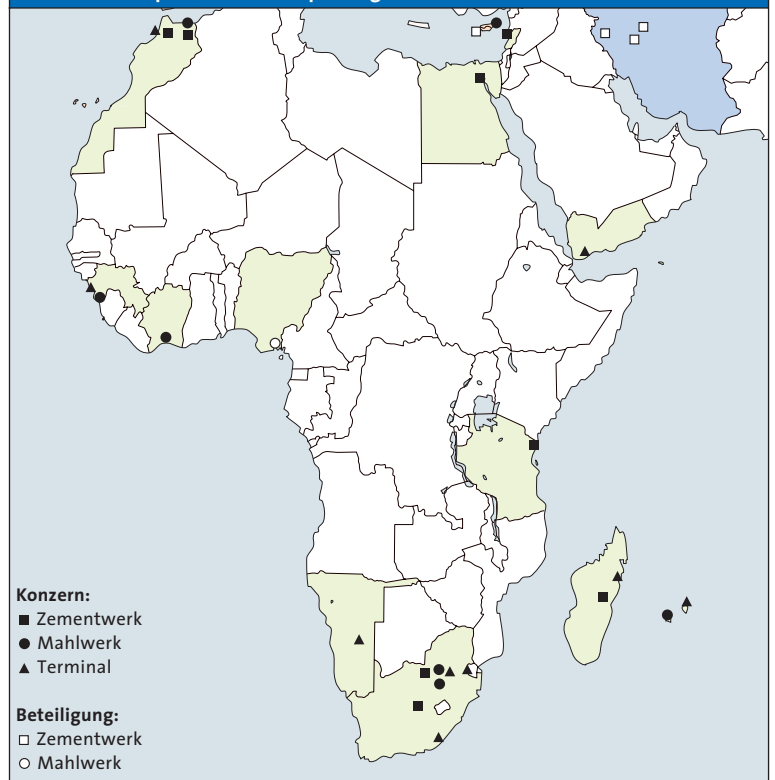 Konzern:
Zementwerk
Mahlwerk
Terminal
Beteiligung:
Zementwerk
Mahlwerk